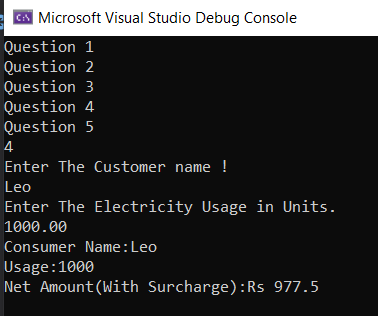 Microsoft Visual Studio Debug Console
Question 1
Question 2
Question 3
Question 4
Question 5
4
Enter The Customer name !
Leo
Enter The Electricity Usage in Units.
1000.00
Consumer Name:Leo
Usage:1000
Net Amount(With Surcharge):Rs 977.5